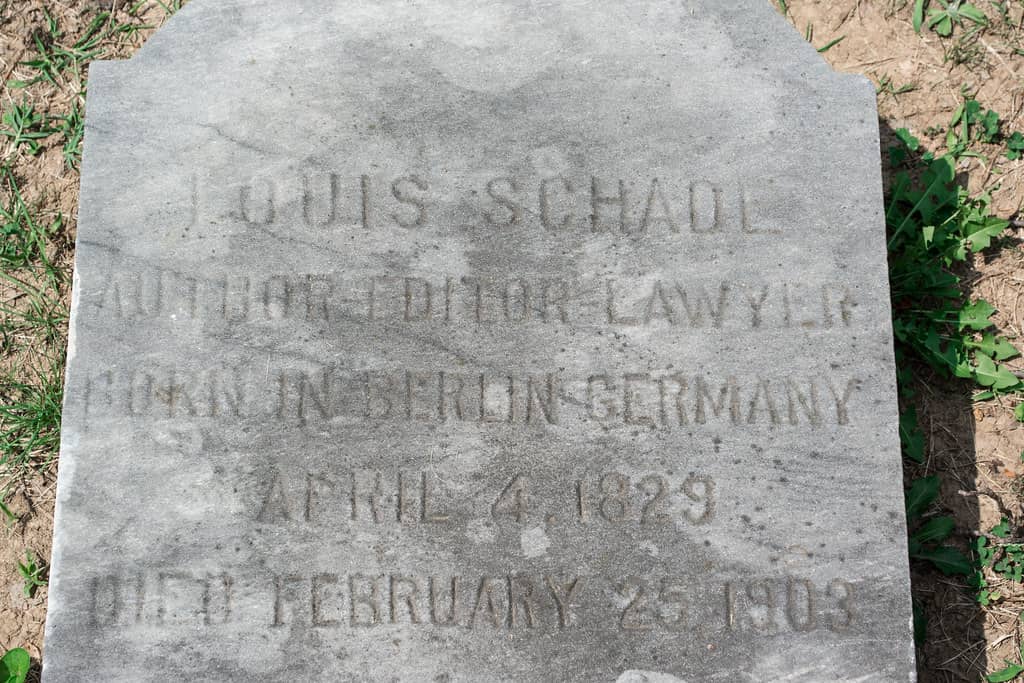 LOUIS SCHADE
AUTHOR-EDITOR-LAWYER
BORN IN BERLIN GERMANY
APRIL 4, 1829
DIED FEBRUARY 25 1903